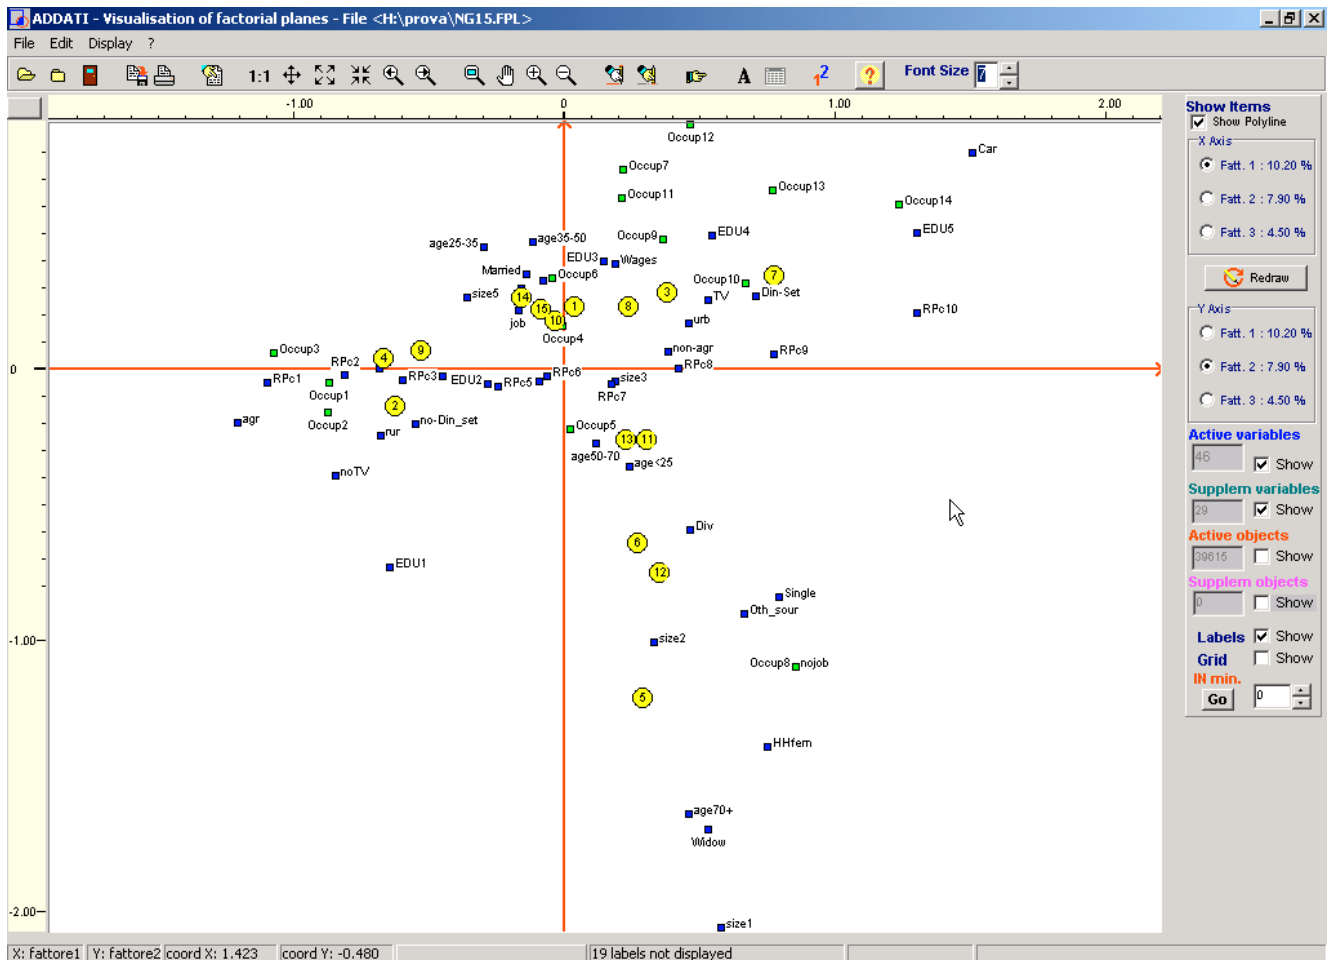 ADDATI - Visualisation of factorial planes - File <H:\prova\NG15.FPL>
File Edit Display ?
1:1 A 1 2 ? Font Size 7
-1.00 0 1.00 2.00
Occup12
Car
Occup7
Occup13
Occup11
Occup14
EDU4
EDU5
Occup9
age35-50
age25-35
EDU3
Wages
Married
Occup6
7
Occup10
3
Din-Set
size5
14
TV
15
1
8
RPc10
10
job
urb
Occup4
non-agr
Occup3
9
RPc9
4
RPc2
0
RPc8
RPc1
RPc3
EDU2
RPc5
RPc6
size3
Occup1
RPc7
2
agr
Occup2
no-Din_set
rur
Occup5
13
11
age50-70
age<25
noTV
Div
6
EDU1
12
Single
Oth_sour
-1.00
size2
Occup8
nojob
5
HHfem
age70+
Widow
-2.00
size1
Show Items
Show Polyline
X Axis
Fatt. 1 : 10.20 %
Fatt. 2 : 7.90 %
Fatt. 3 : 4.50 %
Redraw
Y Axis
Fatt. 1 : 10.20 %
Fatt. 2 : 7.90 %
Fatt. 3 : 4.50 %
Active variables
46 Show
Supplem variables
29 Show
Active objects
39615 Show
Supplem objects
0 Show
Labels Show
Grid Show
IN min.
Go 0
X: fattore1 Y: fattore2 coord X: 1.423 coord Y: -0.480 19 labels not displayed